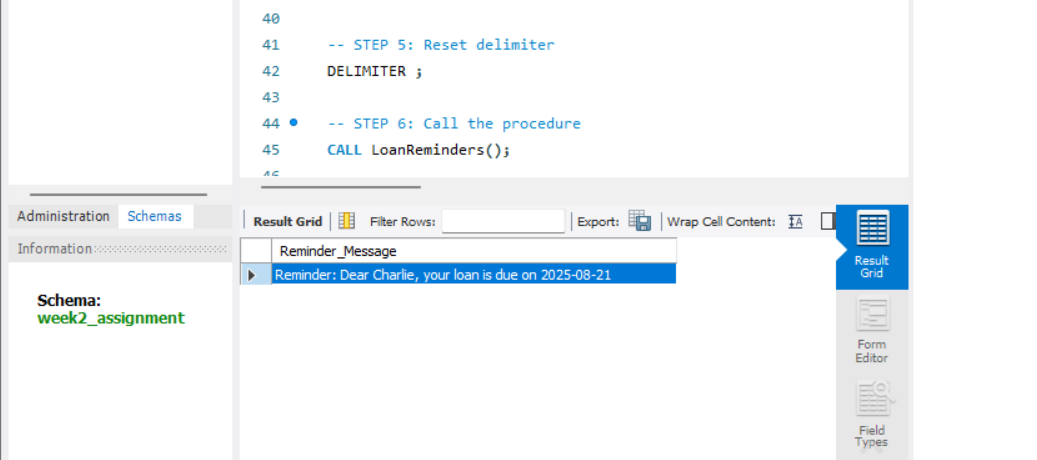 40
41 -- STEP 5: Reset delimiter
42 DELIMITER ;
43
44 -- STEP 6: Call the procedure
45 CALL LoanReminders();
46
Administration Schemas
Information
Schema:
week2_assignment
Result Grid Filter Rows: Export: Wrap Cell Content: IA
Reminder_Message
Reminder: Dear Charlie, your loan is due on 2025-08-21
Result
Grid
Form
Editor
Field
Types